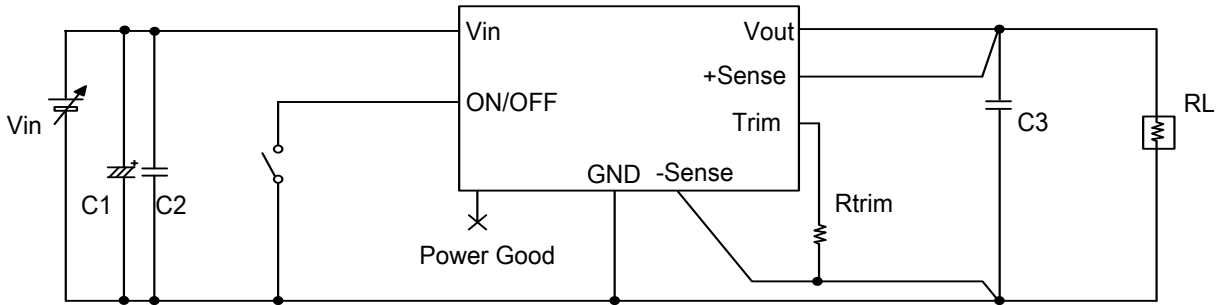 Vin
Vout
+Sense
ON/OFF
Trim
GND
-Sense
Power Good
Vin
C1
+
C2
Rtrim
C3
RL